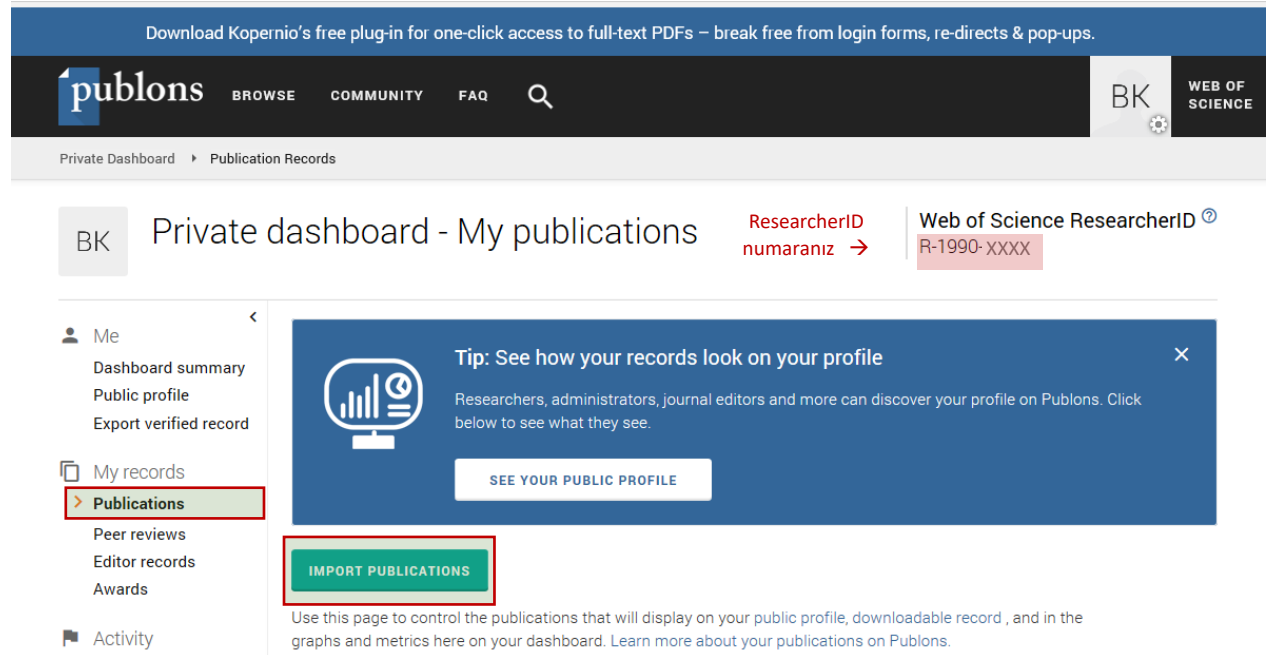 Download Kopernio’s free plug-in for one-click access to full-text PDFs – break free from login forms, re-directs & pop-ups.
publons
BROWSE COMMUNITY FAQ
BK
WEB OF
SCIENCE
Private Dashboard Publication Records
BK
Private dashboard - My publications
ResearcherID
numaranız →
Web of Science ResearcherID ?
R-1990- XXXX
Me
Dashboard summary
Public profile
Export verified record
My records
Publications
Peer reviews
Editor records
Awards
Activity
Tip: See how your records look on your profile
Researchers, administrators, journal editors and more can discover your profile on Publons. Click
below to see what they see.
SEE YOUR PUBLIC PROFILE
IMPORT PUBLICATIONS
Use this page to control the publications that will display on your public profile, downloadable record , and in the
graphs and metrics here on your dashboard. Learn more about your publications on Publons.